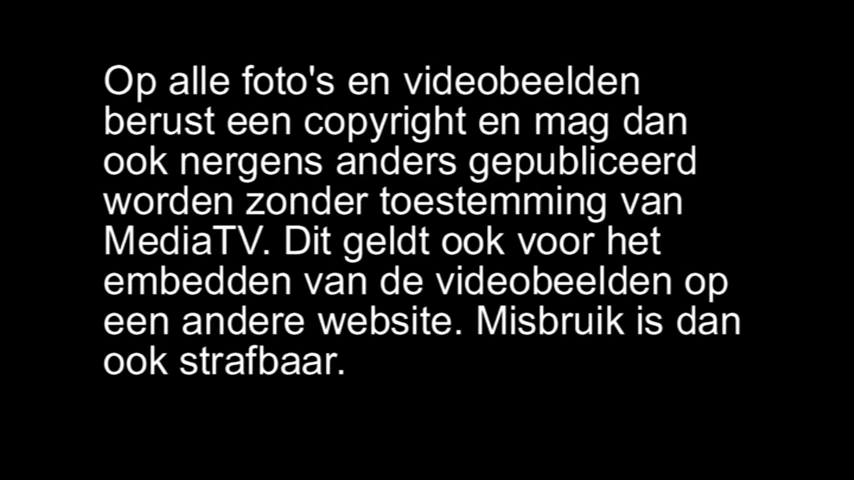 Op alle foto's en videobeelden
berust een copyright en mag dan
ook nergens anders gepubliceerd
worden zonder toestemming van
MediaTV. Dit geldt ook voor het
embedden van de videobeelden op
een andere website. Misbruik is dan
ook strafbaar.